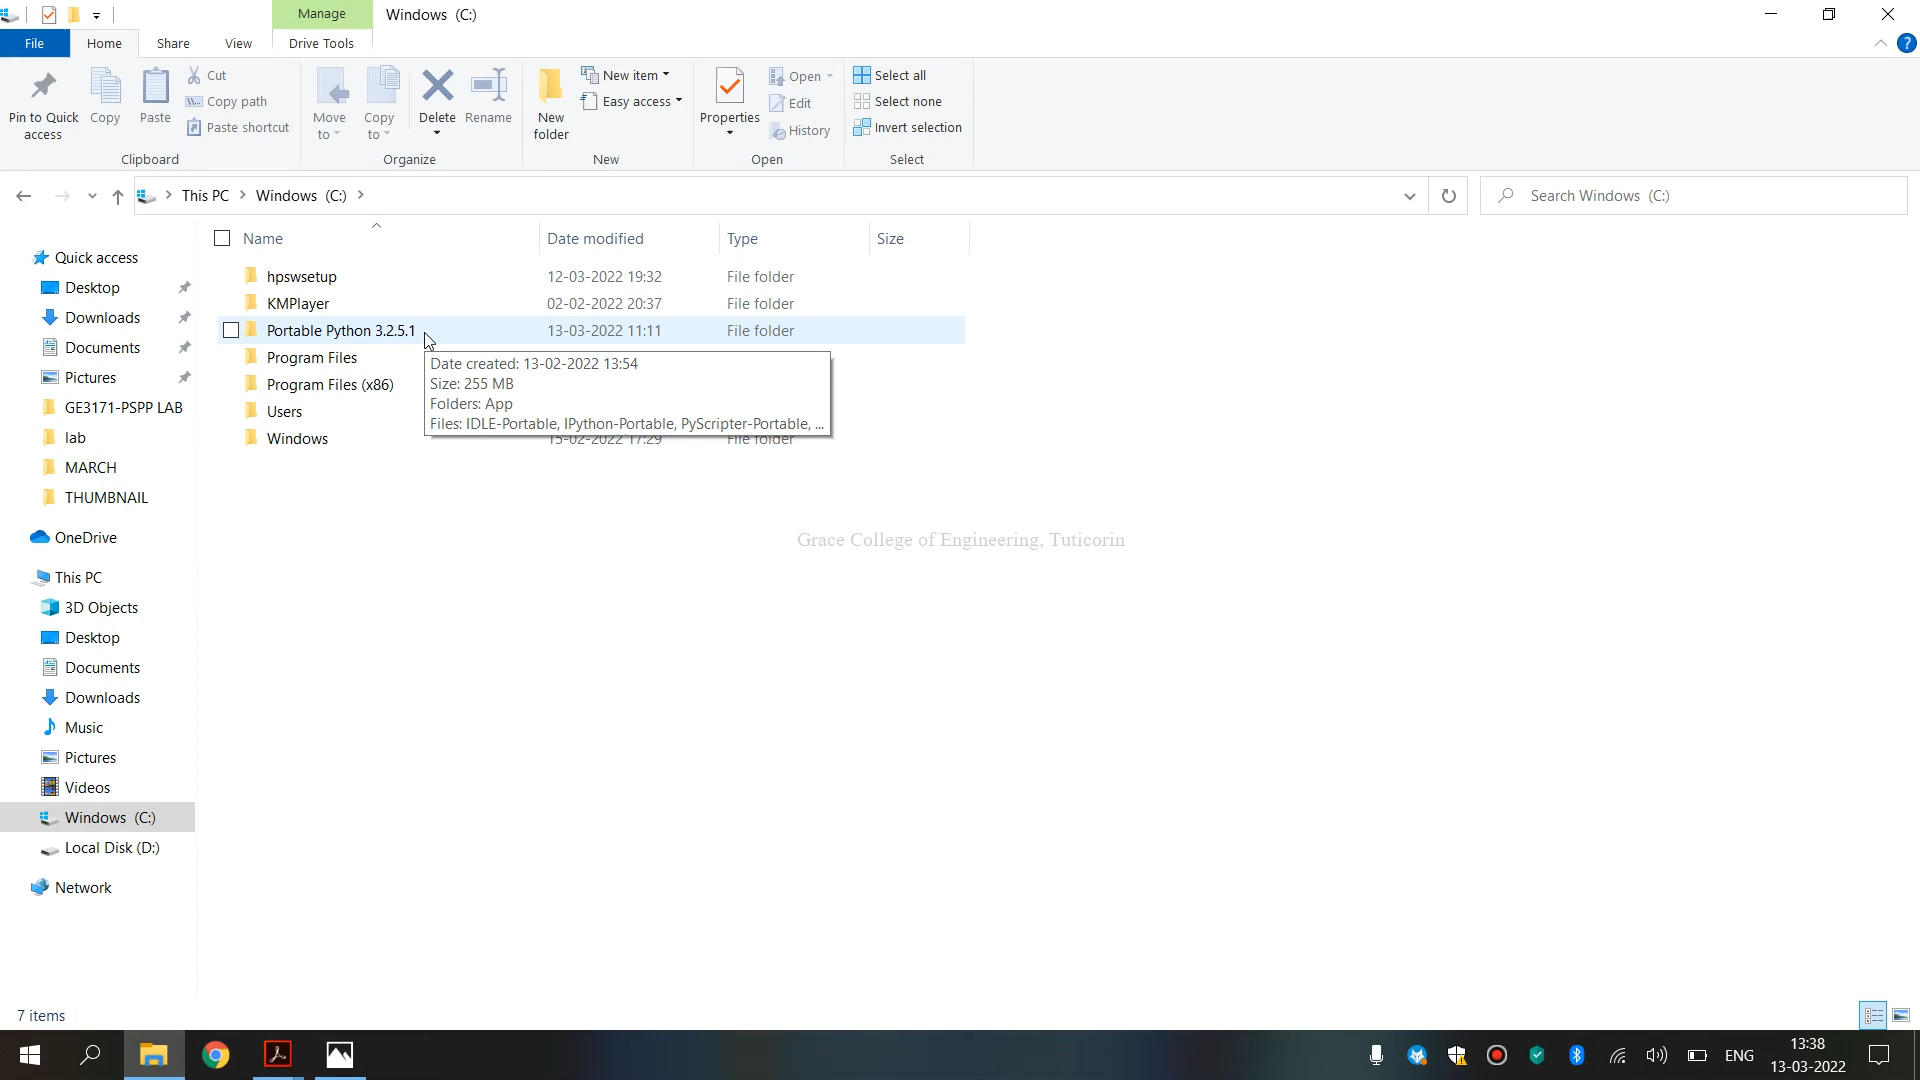 Manage
Windows (C:)
File
Home
Share
View
Drive Tools
Pin to Quick access
Copy
Paste
Cut
Copy path
Paste shortcut
Clipboard
Move to
Copy to
Delete
Rename
Organize
New folder
New item
Easy access
New
Properties
Open
Edit
History
Open
Select all
Select none
Invert selection
Select
This PC
Windows (C:)
Search Windows (C:)
Name
Date modified
Type
Size
hpswsetup 12-03-2022 19:32 File folder
KMPlayer 02-02-2022 20:37 File folder
Portable Python 3.2.5.1 13-03-2022 11:11 File folder
Program Files
Program Files (x86)
Users
Windows 15-02-2022 17:29 File folder
Date created: 13-02-2022 13:54
Size: 255 MB
Folders: App
Files: IDLE-Portable, IPython-Portable, PyScripter-Portable, ...
Quick access
Desktop
Downloads
Documents
Pictures
GE3171-PSPP LAB
lab
MARCH
THUMBNAIL
OneDrive
This PC
3D Objects
Desktop
Documents
Downloads
Music
Pictures
Videos
Windows (C:)
Local Disk (D:)
Network
Grace College of Engineering, Tuticorin
7 items
ENG
13:38
13-03-2022